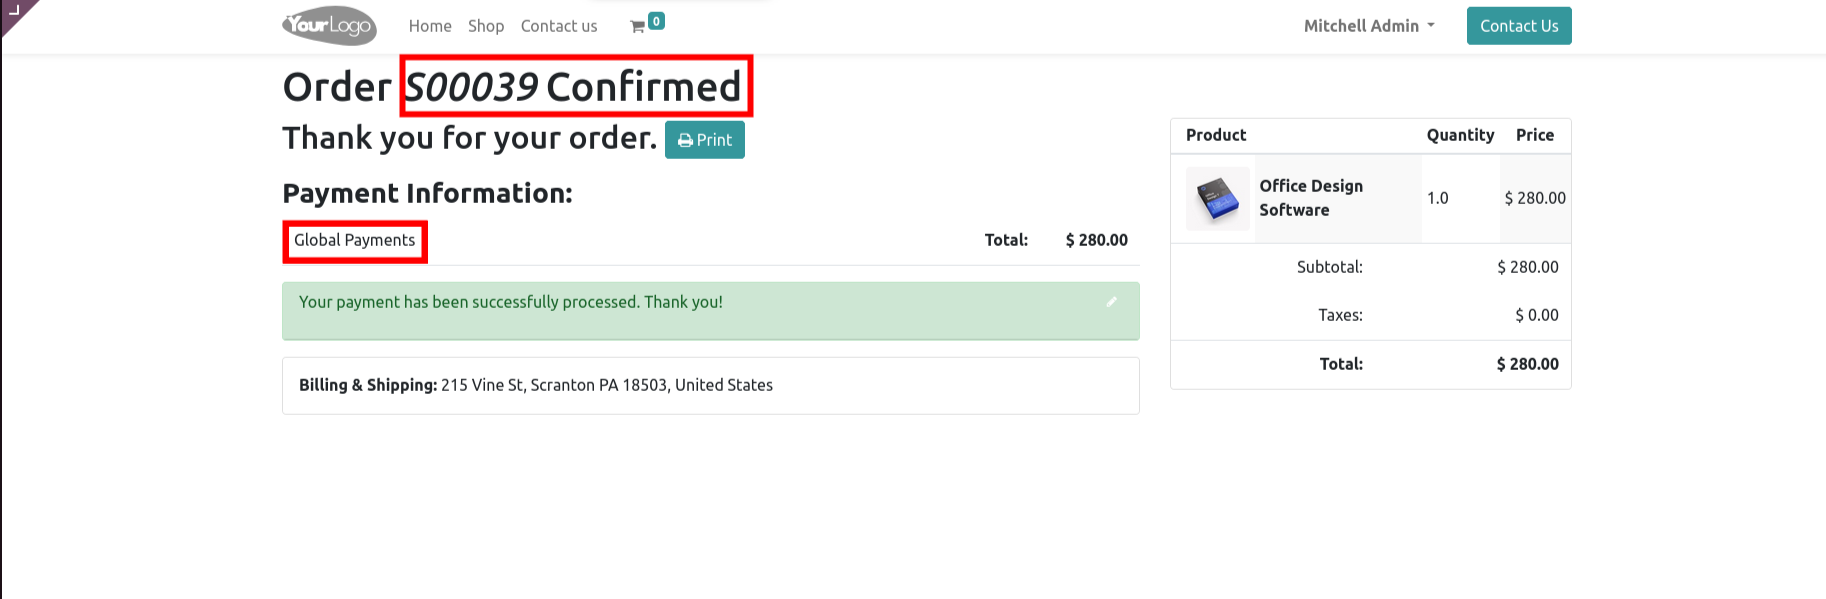 YourLogo Home Shop Contact us 0 Mitchell Admin Contact Us
Order S00039 Confirmed
Thank you for your order. Print
Payment Information:
Global Payments Total: $ 280.00
Your payment has been successfully processed. Thank you!
Billing & Shipping: 215 Vine St, Scranton PA 18503, United States
Product Quantity Price
Office Design
Software 1.0 $ 280.00
Subtotal: $ 280.00
Taxes: $ 0.00
Total: $ 280.00